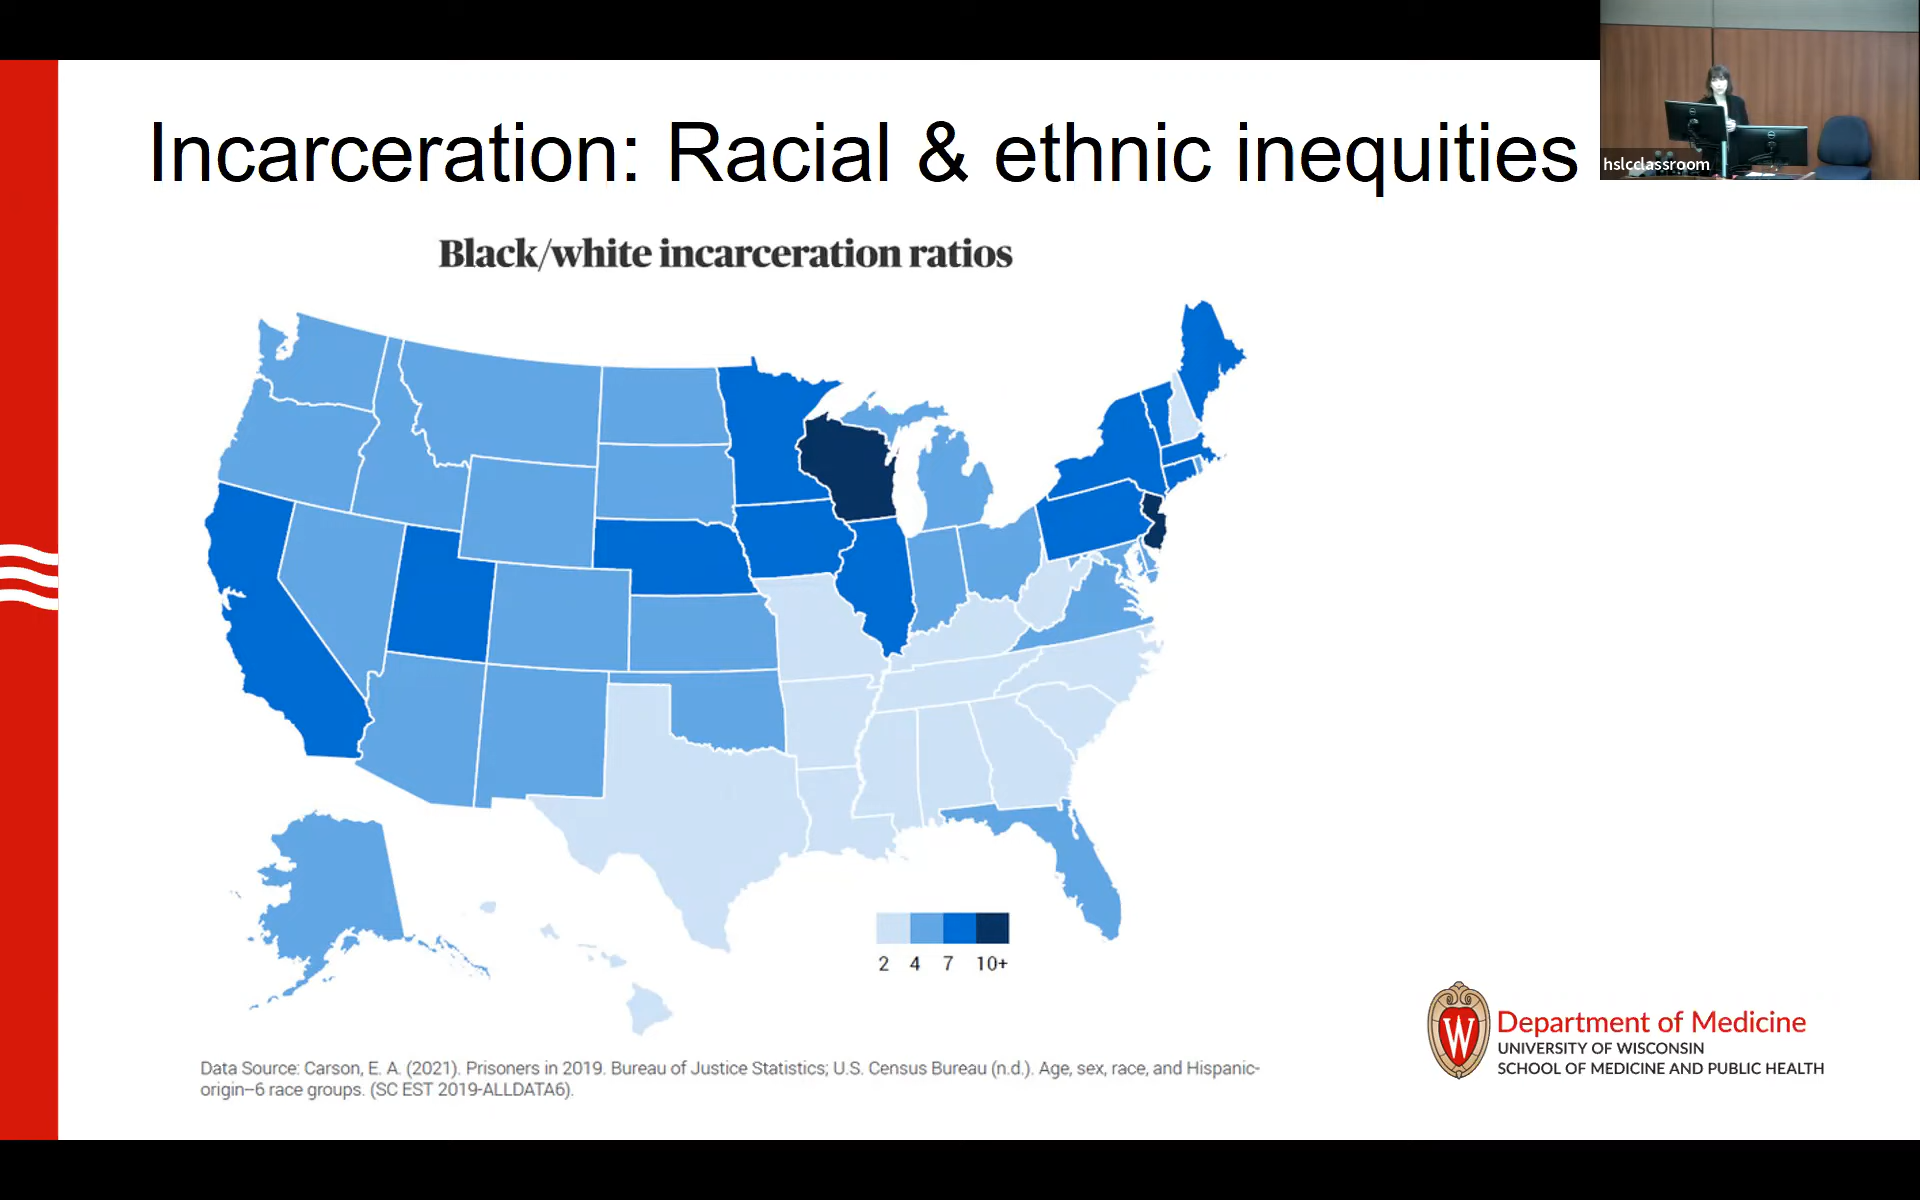 Incarceration: Racial & ethnic inequities
hslcclassroom
Black/white incarceration ratios
2 4 7 10+
Data Source: Carson, E. A. (2021). Prisoners in 2019. Bureau of Justice Statistics; U.S. Census Bureau (n.d.). Age, sex, race, and Hispanic-
origin–6 race groups. (SC EST 2019-ALLDATA6).
W
Department of Medicine
UNIVERSITY OF WISCONSIN
SCHOOL OF MEDICINE AND PUBLIC HEALTH